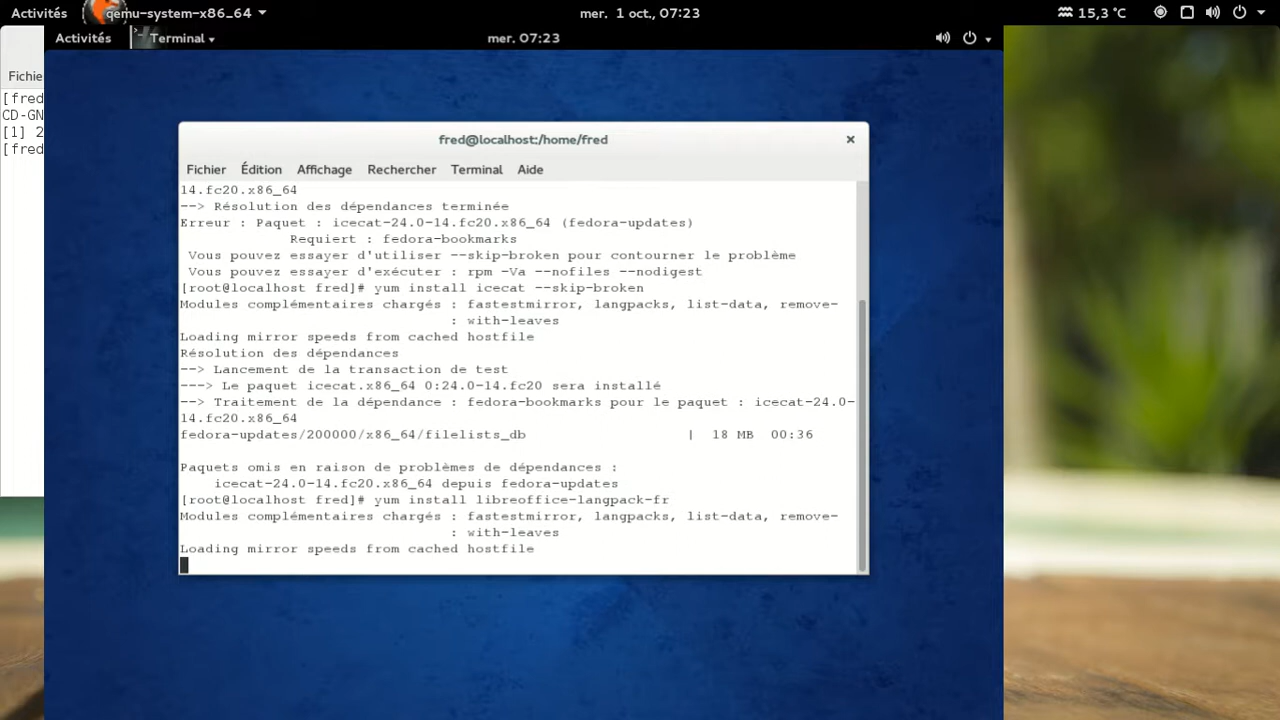 Activités qemu-system-x86_64 mer. 1 oct., 07:23 15,3 °C
Activités Terminal mer. 07:23
Fichie
[fred
CD-GN
[1] 2
[fred
fred@localhost:/home/fred
Fichier Édition Affichage Rechercher Terminal Aide
14.fc20.x86_64
--> Résolution des dépendances terminée
Erreur : Paquet : icecat-24.0-14.fc20.x86_64 (fedora-updates)
Requiert : fedora-bookmarks
Vous pouvez essayer d'utiliser --skip-broken pour contourner le problème
Vous pouvez essayer d'exécuter : rpm -Va --nofiles --nodigest
[root@localhost fred]# yum install icecat --skip-broken
Modules complémentaires chargés : fastestmirror, langpacks, list-data, remove-
: with-leaves
Loading mirror speeds from cached hostfile
Résolution des dépendances
--> Lancement de la transaction de test
---> Le paquet icecat.x86_64 0:24.0-14.fc20 sera installé
--> Traitement de la dépendance : fedora-bookmarks pour le paquet : icecat-24.0-
14.fc20.x86_64
fedora-updates/200000/x86_64/filelists_db | 18 MB 00:36
Paquets omis en raison de problèmes de dépendances :
icecat-24.0-14.fc20.x86_64 depuis fedora-updates
[root@localhost fred]# yum install libreoffice-langpack-fr
Modules complémentaires chargés : fastestmirror, langpacks, list-data, remove-
: with-leaves
Loading mirror speeds from cached hostfile